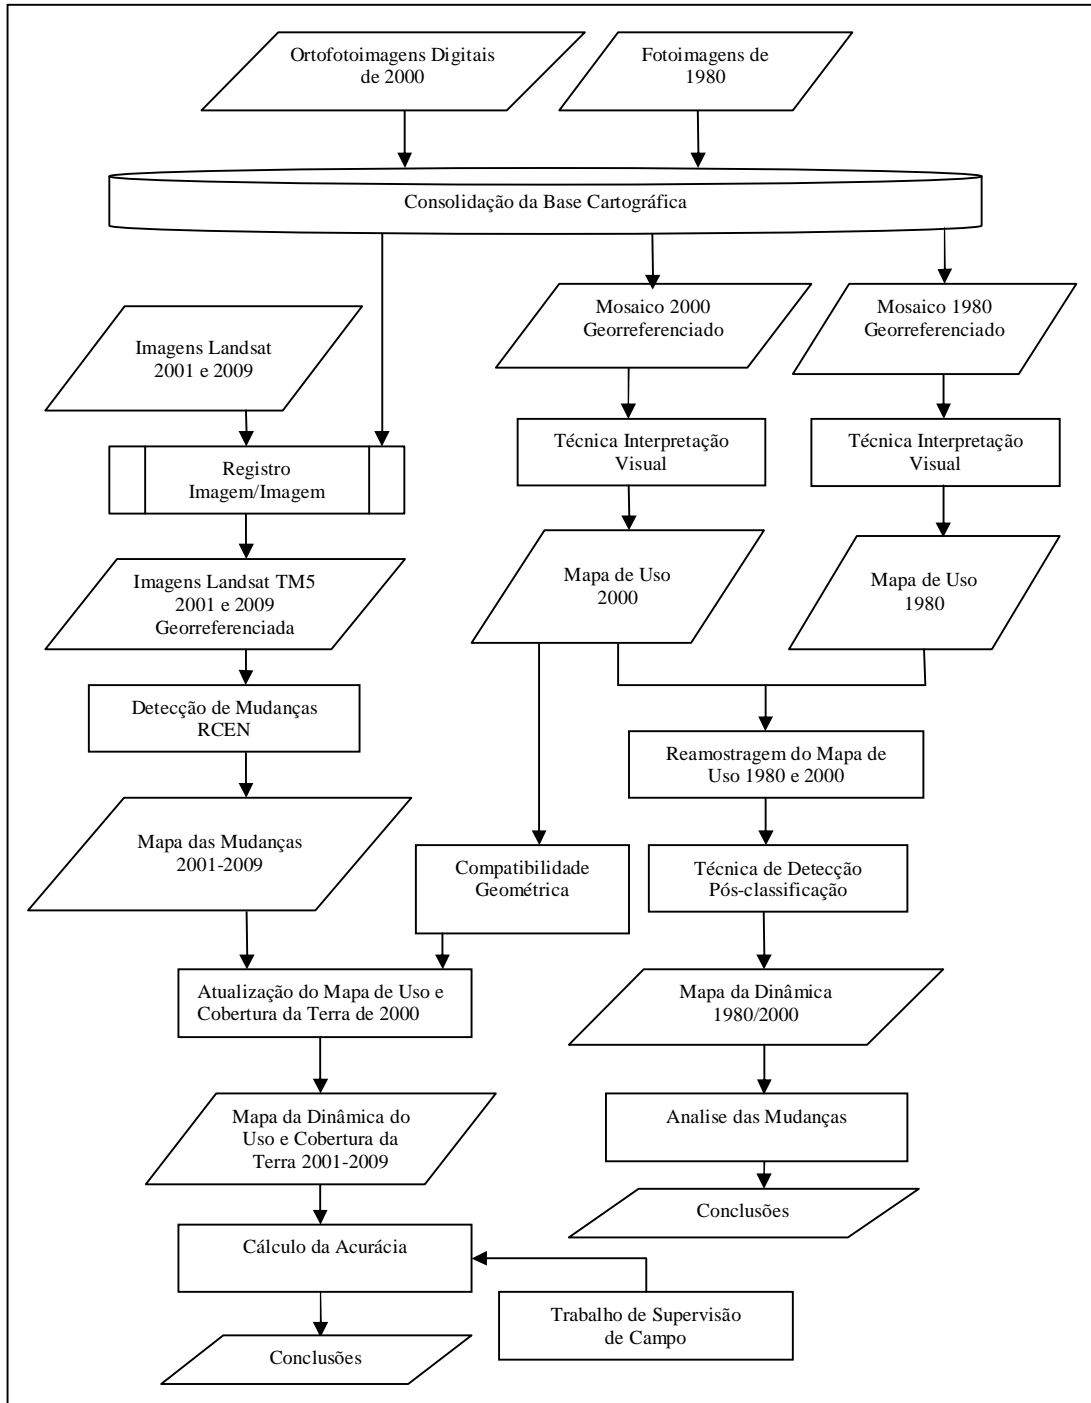 Ortofotoimagens Digitais
de 2000
Fotoimagens de
1980
Consolidação da Base Cartográfica
Imagens Landsat
2001 e 2009
Mosaico 2000
Georreferenciado
Mosaico 1980
Georreferenciado
Técnica Interpretação
Visual
Técnica Interpretação
Visual
Registro
Imagem/Imagem
Imagens Landsat TM5
2001 e 2009
Georreferenciada
Mapa de Uso
2000
Mapa de Uso
1980
Detecção de Mudanças
RCEN
Reamostragem do Mapa de
Uso 1980 e 2000
Mapa das Mudanças
2001-2009
Compatibilidade
Geométrica
Técnica de Detecção
Pós-classificação
Atualização do Mapa de Uso e
Cobertura da Terra de 2000
Mapa da Dinâmica
1980/2000
Mapa da Dinâmica do
Uso e Cobertura da
Terra 2001-2009
Analise das Mudanças
Conclusões
Cálculo da Acurácia
Trabalho de Supervisão
de Campo
Conclusões